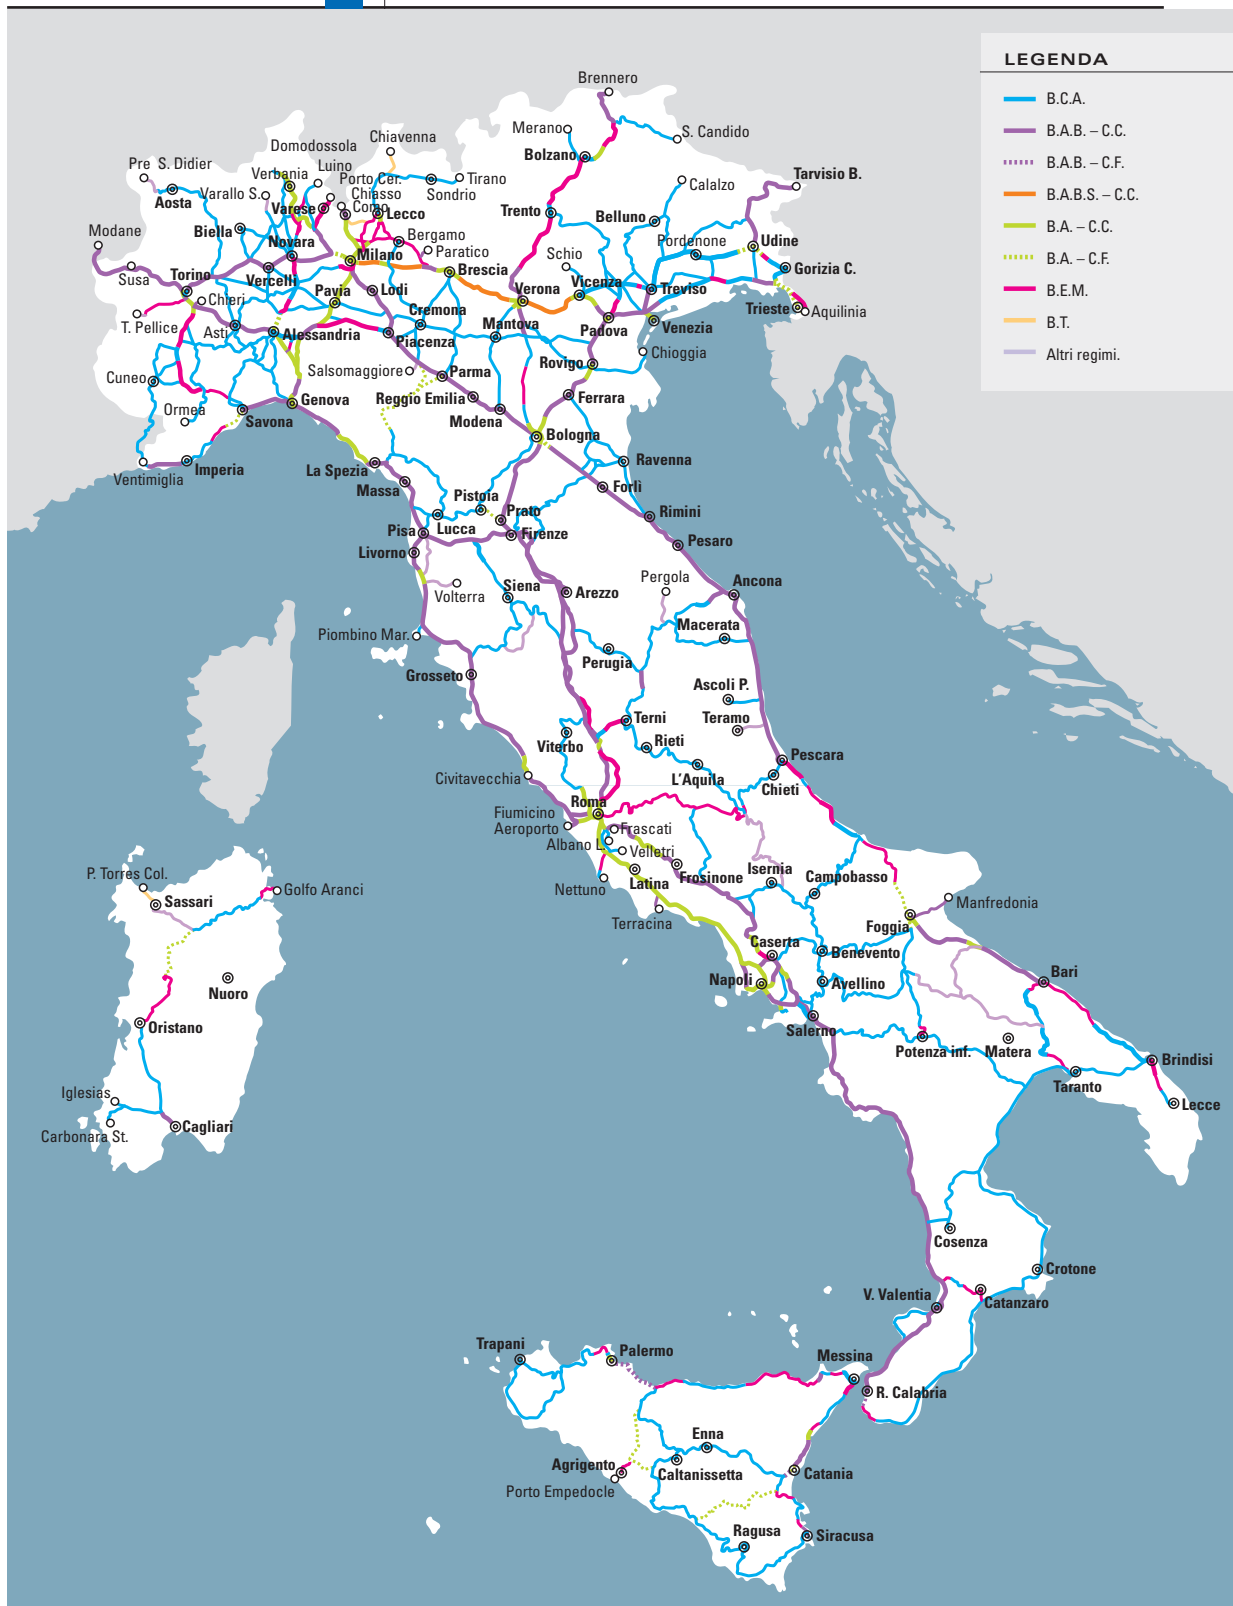 LEGENDA
B.C.A.
B.A.B. – C.C.
B.A.B. – C.F.
B.A.B.S. – C.C.
B.A. – C.C.
B.A. – C.F.
B.E.M.
B.T.
Altri regimi.
Brennero
Merano
S. Candido
Bolzano
Chiavenna
Domodossola
Luino
Pre S. Didier
Verbania
Porto Cer.
Tirano
Chiasso
Sondrio
Calalzo
Tarvisio B.
Aosta
Varallo S.
Varese
Como
Lecco
Trento
Belluno
Biella
Bergamo
Pordenone
Udine
Modane
Novara
Paratico
Schio
Milano
Gorizia C.
Susa
Torino
Vercelli
Brescia
Vicenza
Treviso
Chieri
Pavia
Lodi
Verona
Trieste
Aquilinia
T. Pellice
Asti
Alessandria
Cremona
Mantova
Padova
Venezia
Piacenza
Chioggia
Cuneo
Salsomaggiore
Parma
Rovigo
Ormea
Genova
Reggio Emilia
Ferrara
Savona
Modena
Bologna
Ventimiglia
Imperia
La Spezia
Ravenna
Massa
Forlì
Pistoia
Prato
Rimini
Pisa
Lucca
Firenze
Pesaro
Livorno
Volterra
Siena
Arezzo
Pergola
Ancona
Piombino Mar.
Macerata
Perugia
Grosseto
Ascoli P.
Terni
Teramo
Viterbo
Rieti
Pescara
Civitavecchia
L'Aquila
Chieti
Roma
Fiumicino
Aeroporto
Frascati
Albano L.
Velletri
Isernia
Campobasso
Nettuno
Latina
Frosinone
Manfredonia
Terracina
Foggia
Caserta
Benevento
Bari
Napoli
Avellino
Salerno
Potenza inf.
Matera
Brindisi
Taranto
Lecce
P. Torres Col.
Sassari
Golfo Aranci
Nuoro
Oristano
Iglesias
Carbonara St.
Cagliari
Cosenza
Crotone
V. Valentia
Catanzaro
Trapani
Palermo
Messina
R. Calabria
Enna
Agrigento
Caltanissetta
Catania
Porto Empedocle
Ragusa
Siracusa